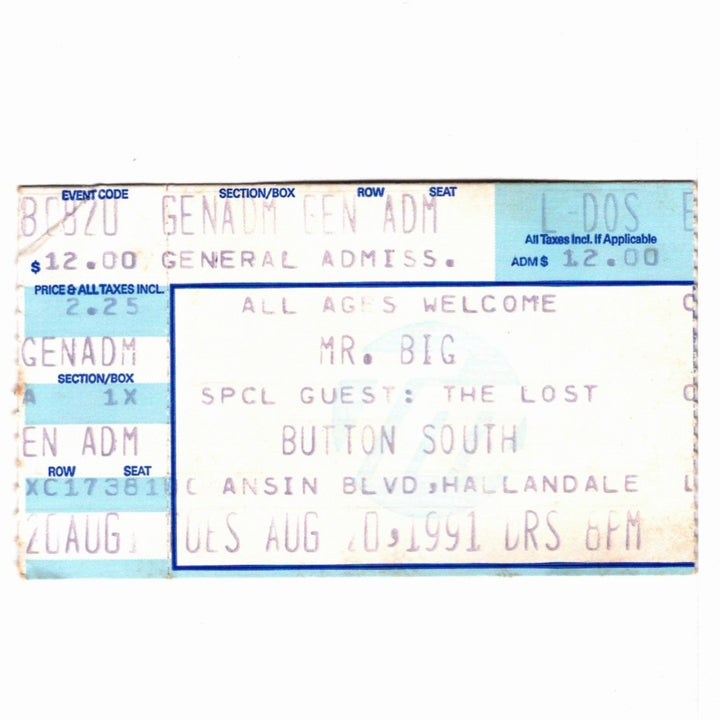 EVENT CODE SECTION/BOX ROW SEAT
GENADM GEN ADM L-DOS
All Taxes Incl. If Applicable
$ 12.00 GENERAL ADMISS. ADM $ 12.00
PRICE & ALL TAXES INCL.
2.25 ALL AGES WELCOME
GENADM MR. BIG
SECTION/BOX
A 1X SPCL GUEST: THE LOST
EN ADM BUTTON SOUTH
ROW SEAT
ANSIN BLVD,HALLANDALE
20AUG TUES AUG 20,1991 DRS 8PM